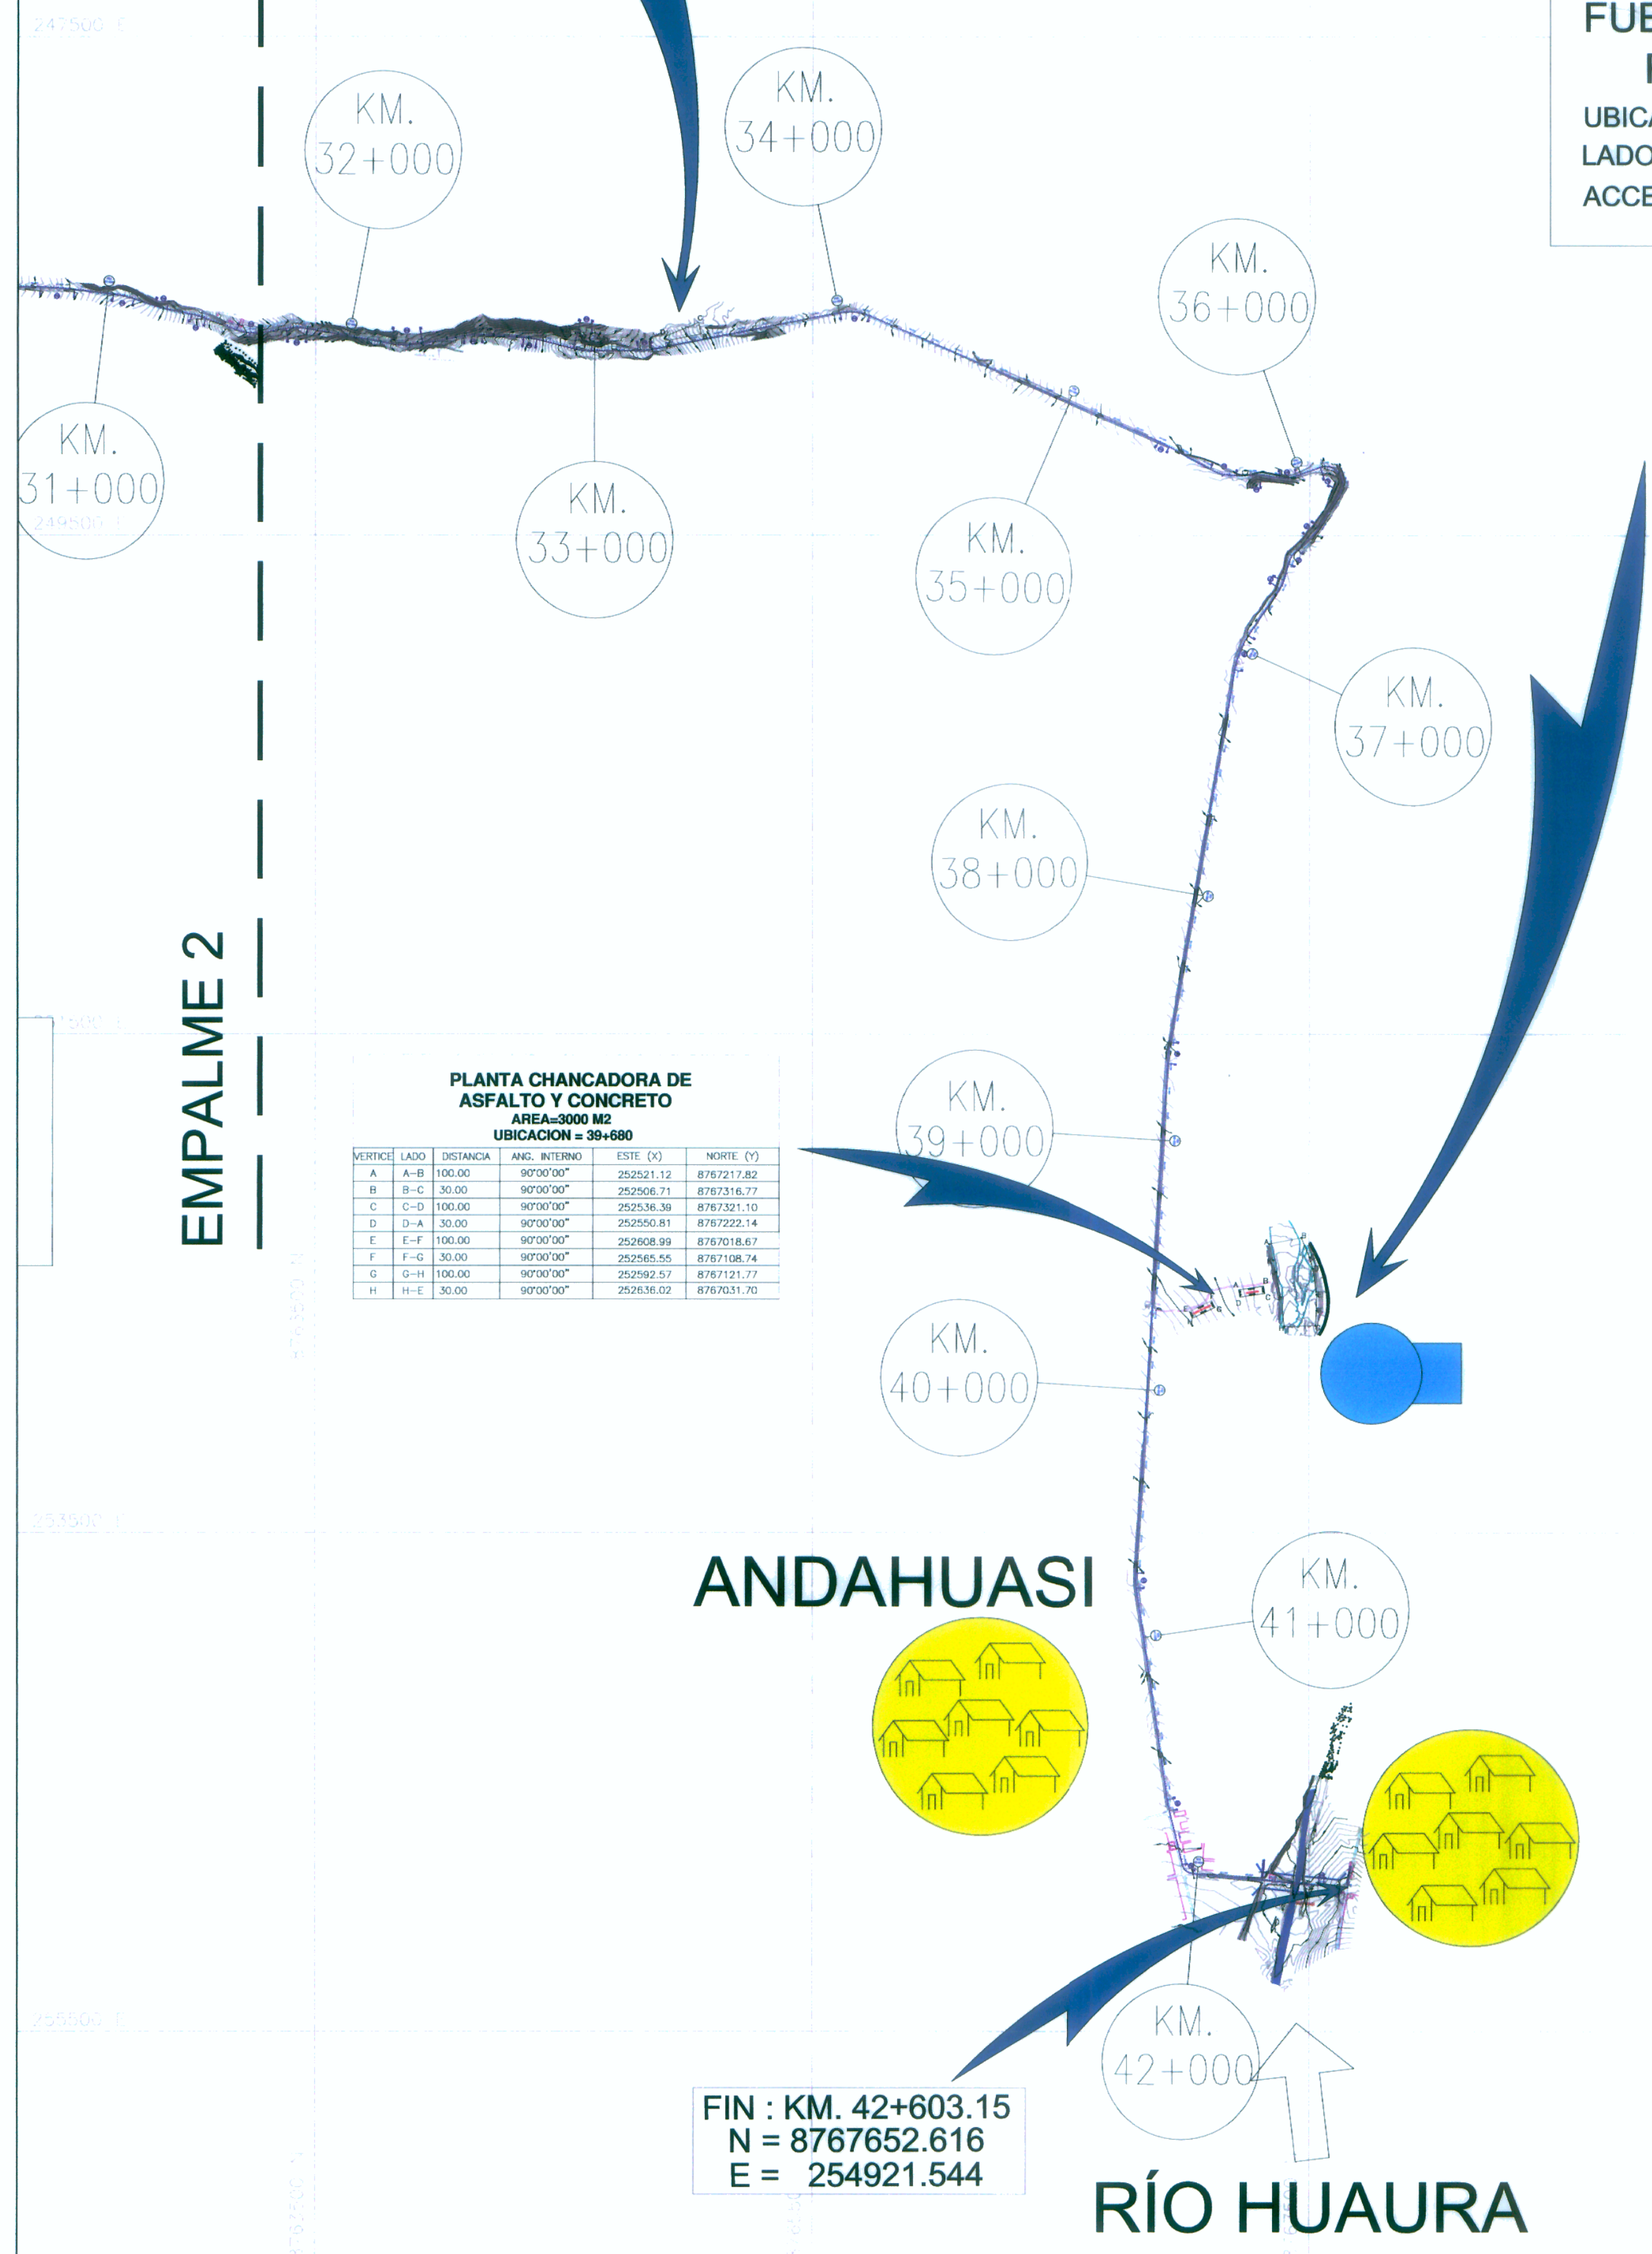 247500 E
FUE
UBICA
LADO
ACCE
KM.
32+000
KM.
34+000
KM.
36+000
KM.
31+000
249500 E
KM.
33+000
KM.
35+000
KM.
37+000
KM.
38+000
EMPALME 2
KM.
39+000
PLANTA CHANCADORA DE
ASFALTO Y CONCRETO
AREA=3000 M2
UBICACION = 39+680
VERTICE LADO DISTANCIA ANG. INTERNO ESTE (X) NORTE (Y)
A A-B 100.00 90°00'00" 252521.12 8767217.82
B B-C 30.00 90°00'00" 252506.71 8767316.77
C C-D 100.00 90°00'00" 252536.39 8767321.10
D D-A 30.00 90°00'00" 252550.81 8767222.14
E E-F 100.00 90°00'00" 252608.99 8767018.67
F F-G 30.00 90°00'00" 252565.55 8767108.74
G G-H 100.00 90°00'00" 252592.57 8767121.77
H H-E 30.00 90°00'00" 252636.02 8767031.70
KM.
40+000
253500 E
ANDAHUASI
KM.
41+000
255500 E
KM.
42+000
FIN : KM. 42+603.15
N = 8767652.616
E = 254921.544
RÍO HUAURA